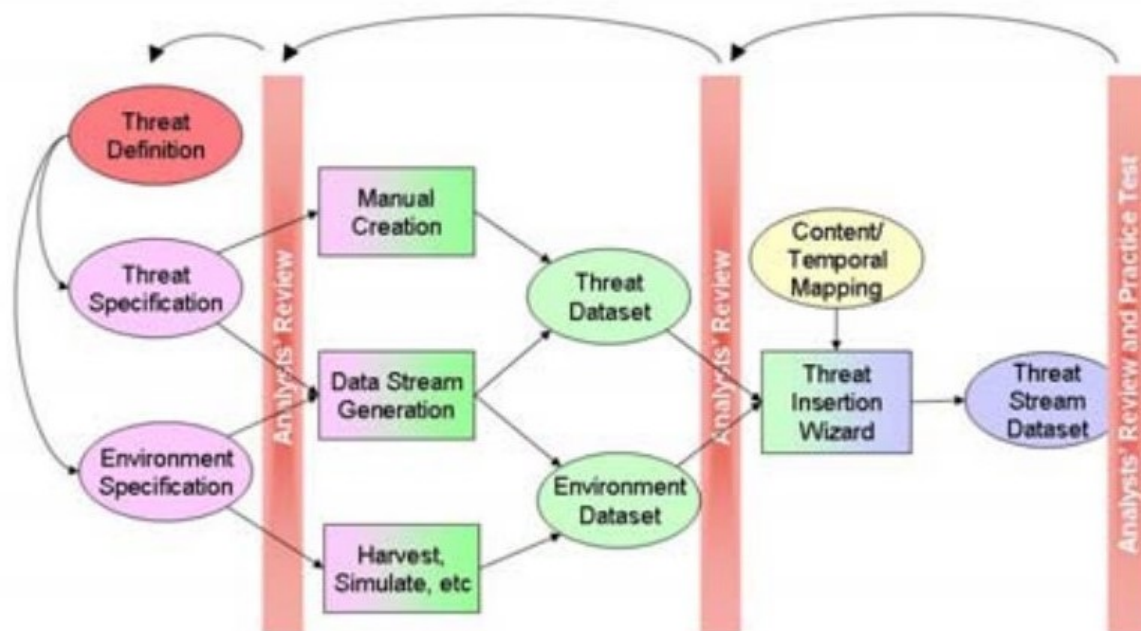 Threat
Definition
Threat
Specification
Environment
Specification
Analysts' Review
Manual
Creation
Data Stream
Generation
Harvest,
Simulate, etc
Threat
Dataset
Environment
Dataset
Analysts' Review
Content/
Temporal
Mapping
Threat
Insertion
Wizard
Threat
Stream
Dataset
Analysts' Review and Practice Test